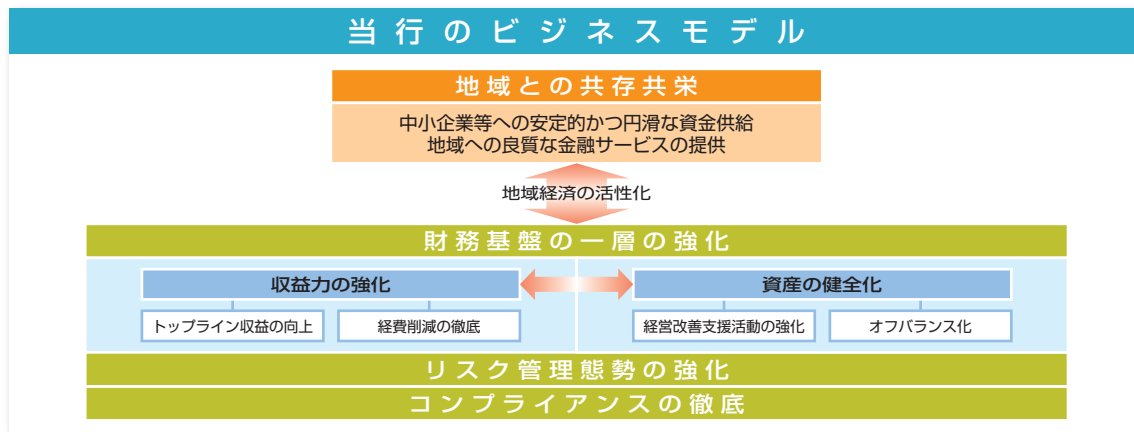 当行のビジネスモデル
地域との共存共栄
中小企業等への安定的かつ円滑な資金供給
地域への良質な金融サービスの提供
地域経済の活性化
財務基盤の一層の強化
収益力の強化
資産の健全化
トップライン収益の向上
経費削減の徹底
経営改善支援活動の強化
オフバランス化
リスク管理態勢の強化
コンプライアンスの徹底